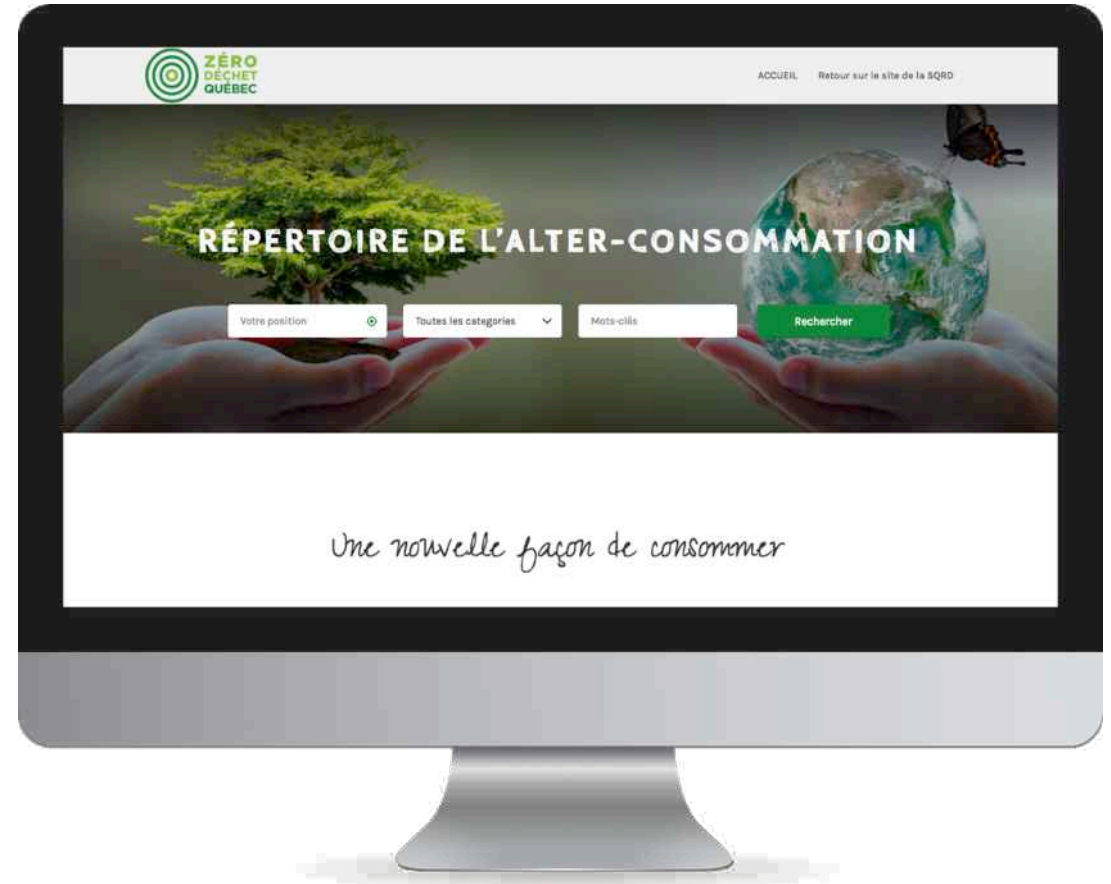 ZÉRO
DÉCHET
QUÉBEC
ACCUEIL Retour sur le site de la SQRD
RÉPERTOIRE DE L'ALTER-CONSOMMATION
Votre position Toutes les categories Mots-clés Rechercher
Une nouvelle façon de consommer